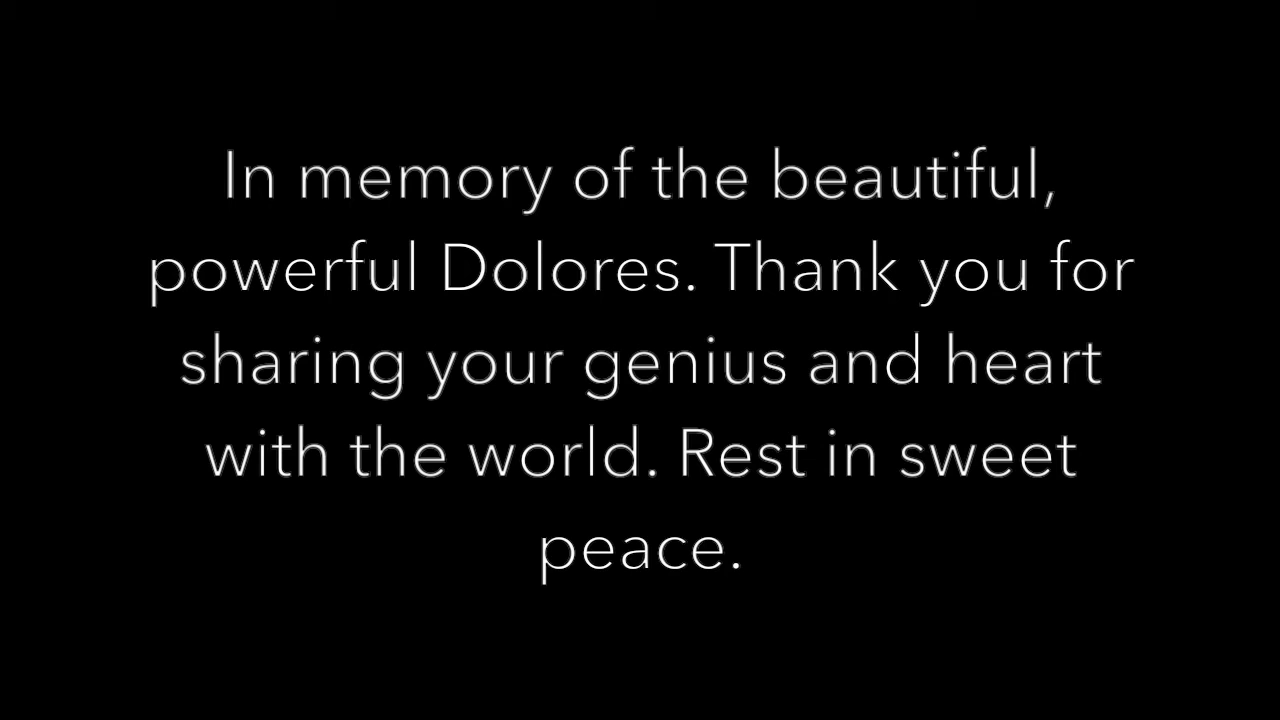 In memory of the beautiful,
powerful Dolores. Thank you for
sharing your genius and heart
with the world. Rest in sweet
peace.